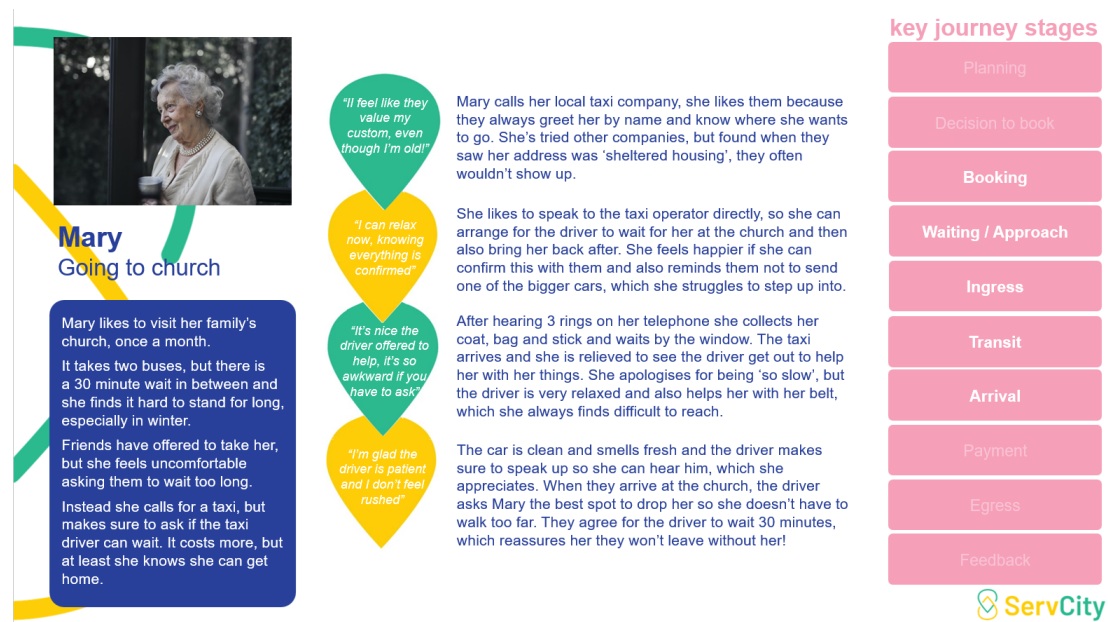 Mary
Going to church
Mary likes to visit her family's
church, once a month.
It takes two buses, but there is
a 30 minute wait in between and
she finds it hard to stand for long,
especially in winter.
Friends have offered to take her,
but she feels uncomfortable
asking them to wait too long.
Instead she calls for a taxi, but
makes sure to ask if the taxi
driver can wait. It costs more, but
at least she knows she can get
home.
"II feel like they
value my
custom, even
though I'm old!"
Mary calls her local taxi company, she likes them because
they always greet her by name and know where she wants
to go. She's tried other companies, but found when they
saw her address was 'sheltered housing', they often
wouldn't show up.
"I can relax
now, knowing
everything is
confirmed"
She likes to speak to the taxi operator directly, so she can
arrange for the driver to wait for her at the church and then
also bring her back after. She feels happier if she can
confirm this with them and also reminds them not to send
one of the bigger cars, which she struggles to step up into.
"It's nice the
driver offered to
help, it's so
awkward if you
have to ask"
After hearing 3 rings on her telephone she collects her
coat, bag and stick and waits by the window. The taxi
arrives and she is relieved to see the driver get out to help
her with her things. She apologises for being 'so slow', but
the driver is very relaxed and also helps her with her belt,
which she always finds difficult to reach.
"I'm glad the
driver is patient
and I don't feel
rushed"
The car is clean and smells fresh and the driver makes
sure to speak up so she can hear him, which she
appreciates. When they arrive at the church, the driver
asks Mary the best spot to drop her so she doesn't have to
walk too far. They agree for the driver to wait 30 minutes,
which reassures her they won't leave without her!
key journey stages
Planning
Decision to book
Booking
Waiting / Approach
Ingress
Transit
Arrival
Payment
Egress
Feedback
ServCity